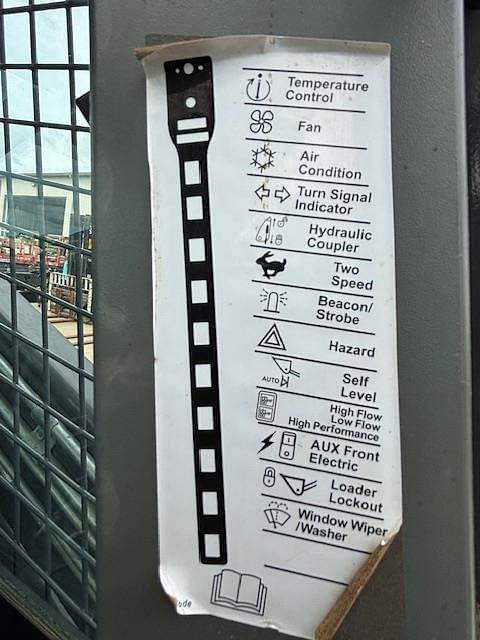 Temperature
Control
Fan
Air
Condition
Turn Signal
Indicator
Hydraulic
Coupler
Two
Speed
Beacon/
Strobe
Hazard
Self
Level
AUTO
High Flow
Low Flow
High Performance
AUX Front
Electric
Loader
Lockout
Window Wiper
/Washer
ode